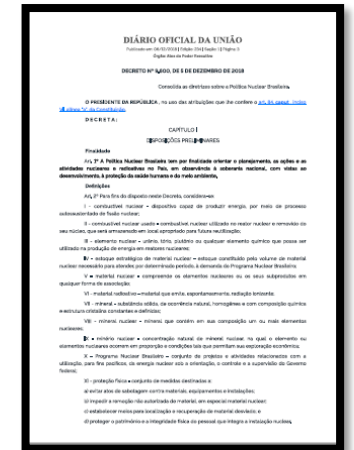 DIÁRIO OFICIAL DA UNIÃO
Publicado em: 06/12/2018 | Edição: 234 | Seção: 1 | Página: 3
Órgão: Atos do Poder Executivo
DECRETO Nº 9.600, DE 5 DE DEZEMBRO DE 2018
Consolida as diretrizes sobre a Política Nuclear Brasileira.
O PRESIDENTE DA REPÚBLICA, no uso das atribuições que lhe confere o art. 84, caput, inciso
VI, alínea "a", da Constituição,
D E C R E T A :
CAPÍTULO I
DISPOSIÇÕES PRELIMINARES
Finalidade
Art. 1º A Política Nuclear Brasileira tem por finalidade orientar o planejamento, as ações e as
atividades nucleares e radioativas no País, em observância à soberania nacional, com vistas ao
desenvolvimento, à proteção da saúde humana e do meio ambiente.
Definições
Art. 2º Para fins do disposto neste Decreto, considera-se:
I - combustível nuclear - dispositivo capaz de produzir energia, por meio de processo
autossustentado de fissão nuclear;
II - combustível nuclear usado - combustível nuclear utilizado no reator nuclear e removido do
seu núcleo, que será armazenado em local apropriado para futura reutilização;
III - elemento nuclear - urânio, tório, plutônio ou qualquer elemento químico que possa ser
utilizado na produção de energia em reatores nucleares;
IV - estoque estratégico de material nuclear - estoque constituído pelo volume de material
nuclear necessário para atender, por determinado período, à demanda do Programa Nuclear Brasileiro;
V - material nuclear - compreende os elementos nucleares ou os seus subprodutos em
qualquer forma de associação;
VI - material radioativo - material que emite, espontaneamente, radiação ionizante;
VII - mineral - substância sólida, de ocorrência natural, homogênea e com composição química
e estrutura cristalina constantes e definidas;
VIII - mineral nuclear - mineral que contém em sua composição um ou mais elementos
nucleares;
IX - minério nuclear - concentração natural de mineral nuclear, na qual o elemento ou
elementos nucleares ocorrem em proporção e condições tais que permitam sua exploração econômica;
X - Programa Nuclear Brasileiro - conjunto de projetos e atividades relacionados com a
utilização, para fins pacíficos, da energia nuclear sob a orientação, o controle e a supervisão do Governo
federal;
XI - proteção física - conjunto de medidas destinadas a:
a) evitar atos de sabotagem contra materiais, equipamentos e instalações;
b) impedir a remoção não autorizada de material, em especial material nuclear;
c) estabelecer meios para localização e recuperação de material desviado; e
d) proteger o patrimônio e a integridade física do pessoal que integra a instalação nuclear;